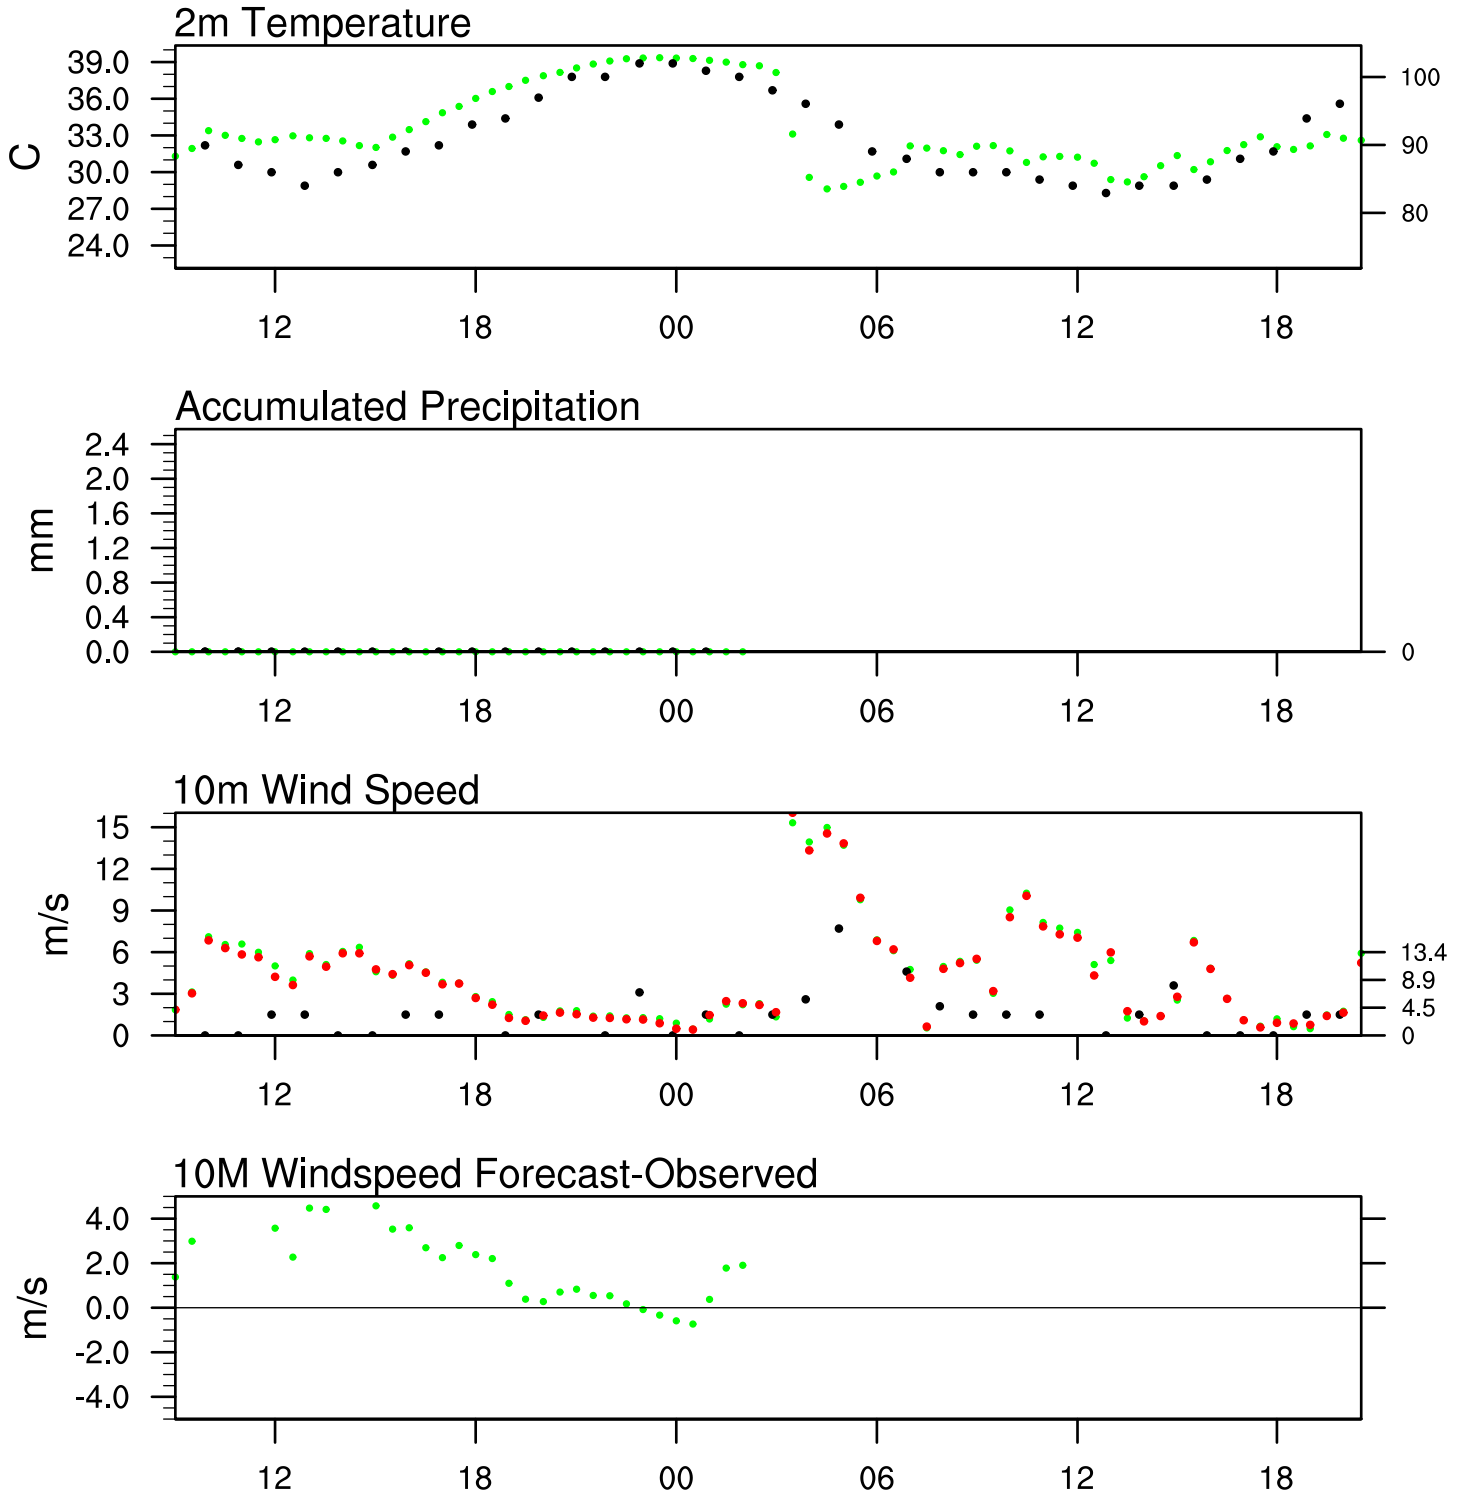 2m Temperature
39.0
36.0
33.0
30.0
27.0
24.0
C
100
90
80
12 18 00 06 12 18
Accumulated Precipitation
2.4
2.0
1.6
1.2
0.8
0.4
0.0
mm
0
12 18 00 06 12 18
10m Wind Speed
15
12
9
6
3
0
m/s
13.4
8.9
4.5
0
12 18 00 06 12 18
10M Windspeed Forecast-Observed
4.0
2.0
0.0
-2.0
-4.0
m/s
12 18 00 06 12 18